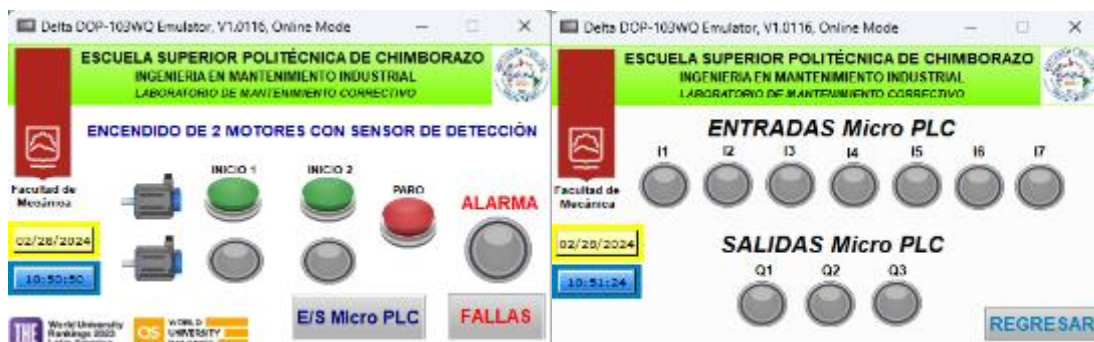 Delta DOP-103WQ Emulator, V1.0116, Online Mode
ESCUELA SUPERIOR POLITÉCNICA DE CHIMBORAZO
INGENIERIA EN MANTENIMIENTO INDUSTRIAL
LABORATORIO DE MANTENIMIENTO CORRECTIVO
ENCENDIDO DE 2 MOTORES CON SENSOR DE DETECCIÓN
INICIO 1
INICIO 2
PARO
ALARMA
Facultad de
Mecánica
02/28/2024
10:50:50
E/S Micro PLC
FALLAS
THE
World University
Rankings 2023
QS
WORLD
UNIVERSITY
Delta DOP-103WQ Emulator, V1.0116, Online Mode
ESCUELA SUPERIOR POLITÉCNICA DE CHIMBORAZO
INGENIERIA EN MANTENIMIENTO INDUSTRIAL
LABORATORIO DE MANTENIMIENTO CORRECTIVO
ENTRADAS Micro PLC
I1 I2 I3 I4 I5 I6 I7
Facultad de
Mecánica
02/28/2024
SALIDAS Micro PLC
10:51:24
Q1 Q2 Q3
REGRESAR